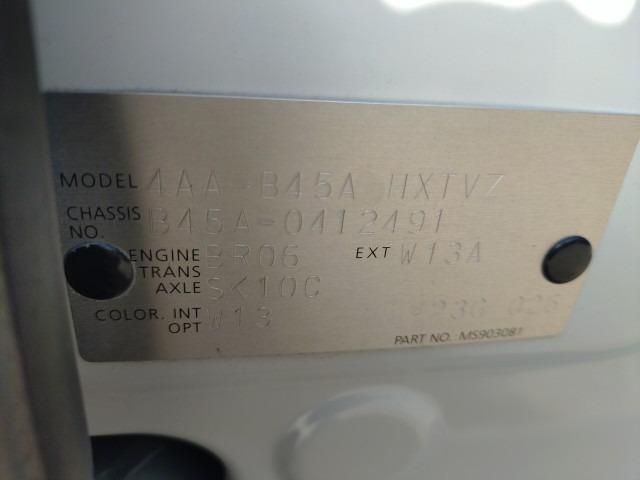 MODEL 4AA-B45A HXTVZ
CHASSIS NO. B45A-0412491
ENGINE BR06 EXT W13A
TRANS
AXLE SK10C
COLOR. INT
OPT W13
PART NO. MS903081